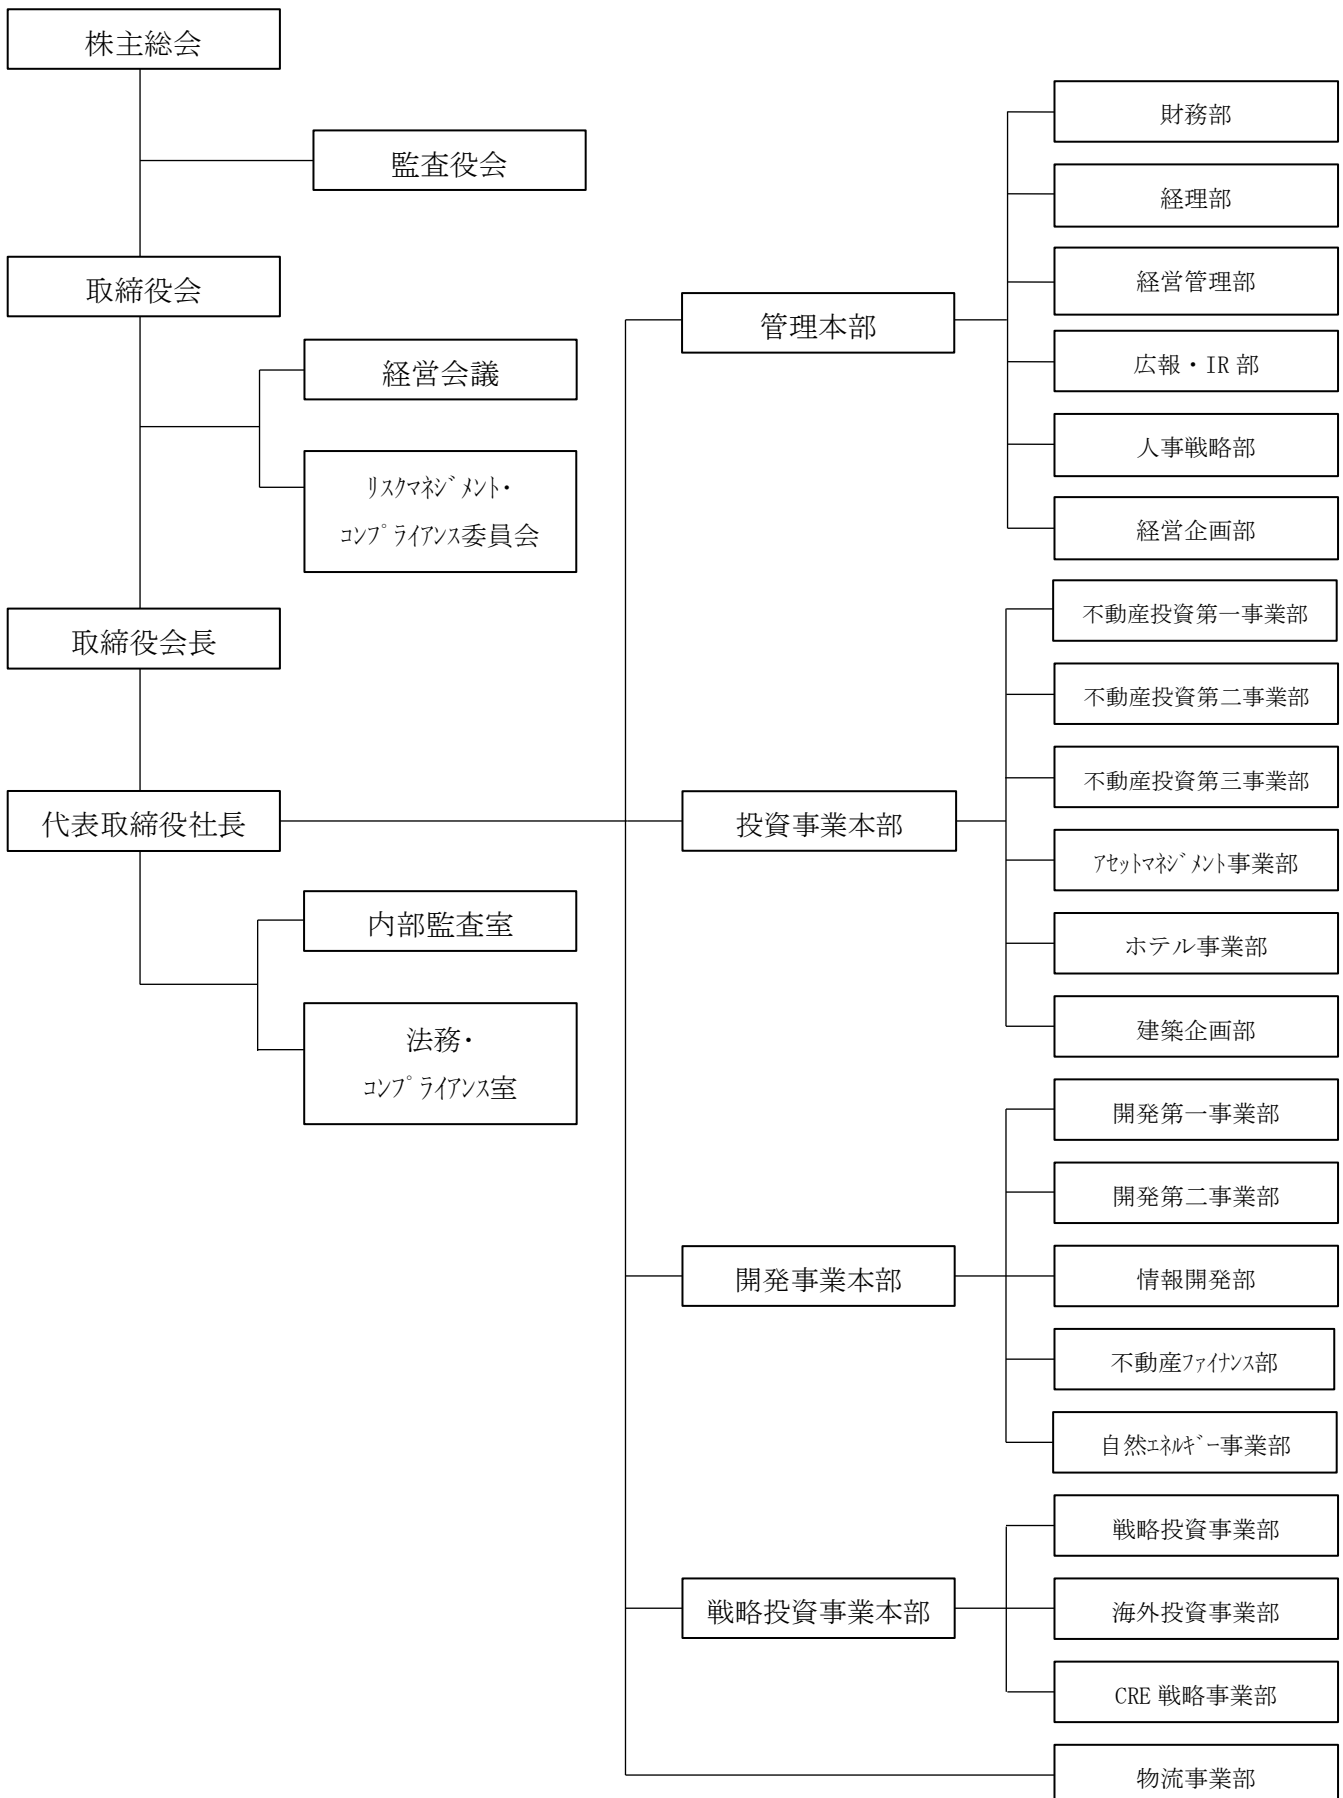 株主総会
監査役会
取締役会
経営会議
ﾘｽｸﾏﾈｼﾞﾒﾝﾄ･
ｺﾝﾌﾟﾗｲｱﾝｽ委員会
取締役会長
代表取締役社長
内部監査室
法務･
ｺﾝﾌﾟﾗｲｱﾝｽ室
管理本部
財務部
経理部
経営管理部
広報・IR 部
人事戦略部
経営企画部
投資事業本部
不動産投資第一事業部
不動産投資第二事業部
不動産投資第三事業部
ｱｾｯﾄﾏﾈｼﾞﾒﾝﾄ事業部
ホテル事業部
建築企画部
開発事業本部
開発第一事業部
開発第二事業部
情報開発部
不動産ﾌｧｲﾅﾝｽ部
自然ｴﾈﾙｷﾞｰ事業部
戦略投資事業本部
戦略投資事業部
海外投資事業部
CRE 戦略事業部
物流事業部